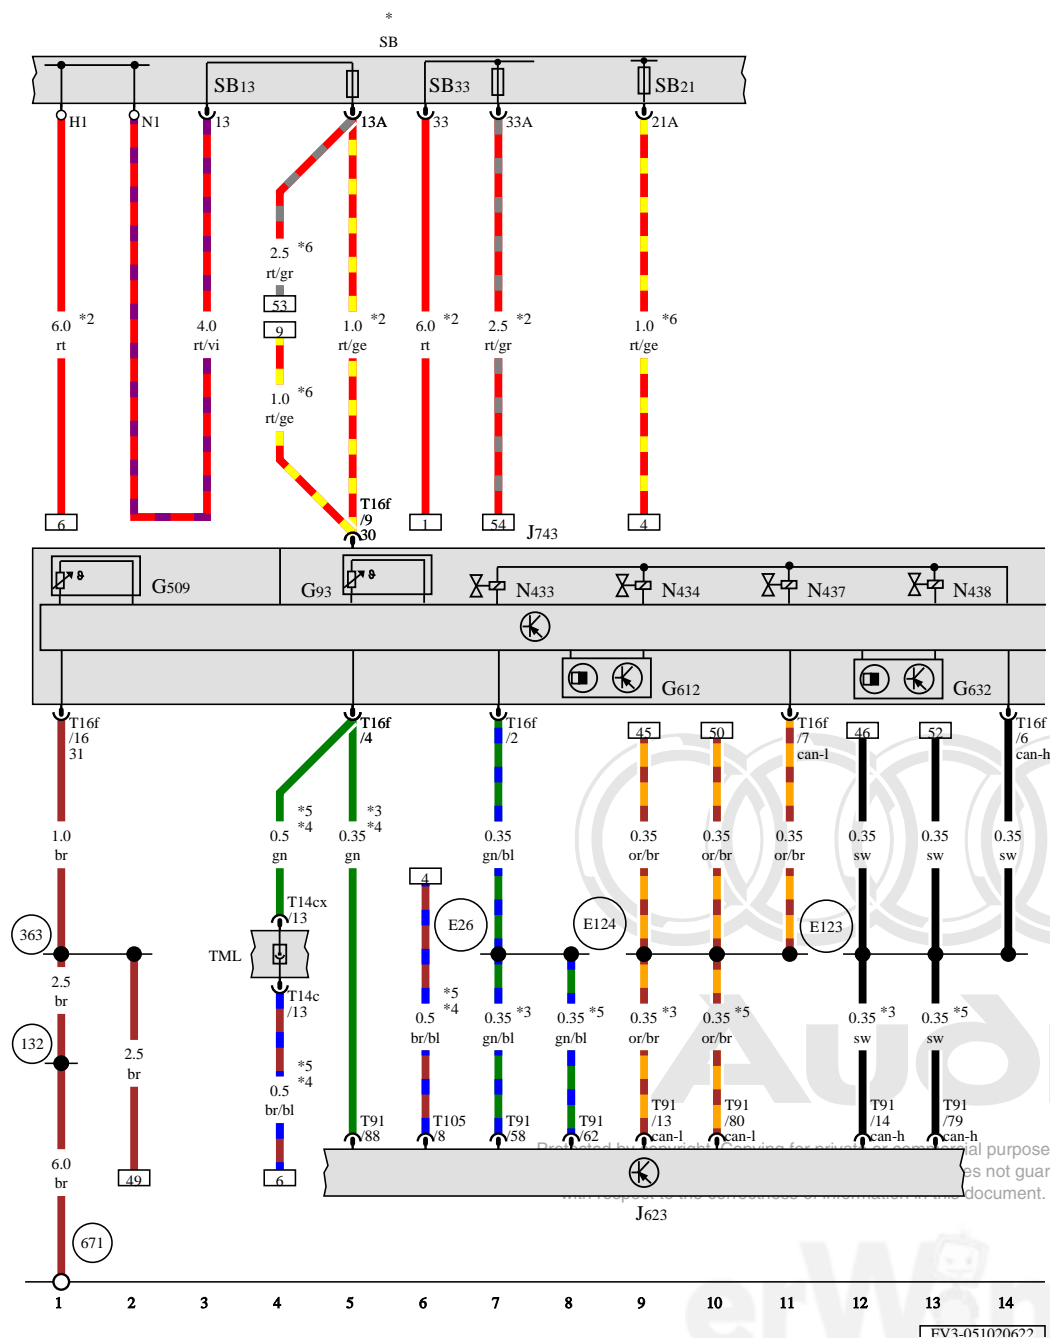 *
SB
SB13
SB33
SB21
H1
N1
13
13A
33
33A
21A
2.5 *6
rt/gr
53
9
6.0 *2
rt
4.0
rt/vi
1.0 *2
rt/ge
6.0 *2
rt
2.5 *2
rt/gr
1.0 *6
rt/ge
1.0 *6
rt/ge
T16f
/9
30
6
1
54
4
J743
G509
G93
N433
N434
N437
N438
G612
G632
T16f
/16
31
T16f
/4
T16f
/2
45
50
T16f
/7
can-l
46
52
T16f
/6
can-h
1.0
br
*5
*4
0.5
gn
*3
*4
0.35
gn
0.35
gn/bl
0.35
or/br
0.35
or/br
0.35
or/br
0.35
sw
0.35
sw
0.35
sw
4
363
T14cx
/13
E26
E124
E123
TML
2.5
br
T14c
/13
*5
*4
0.5
br/bl
0.35 *3
gn/bl
0.35 *5
gn/bl
0.35 *3
or/br
0.35 *5
or/br
0.35 *3
sw
0.35 *5
sw
132
2.5
br
*5
*4
0.5
br/bl
Audi
T91
/88
T105
/8
T91
/58
T91
/62
T91
/13
can-l
T91
/80
can-l
T91
/14
can-h
T91
/79
can-h
6.0
br
49
6
J623
671
erWin
1 2 3 4 5 6 7 8 9 10 11 12 13 14
EV3-051020622